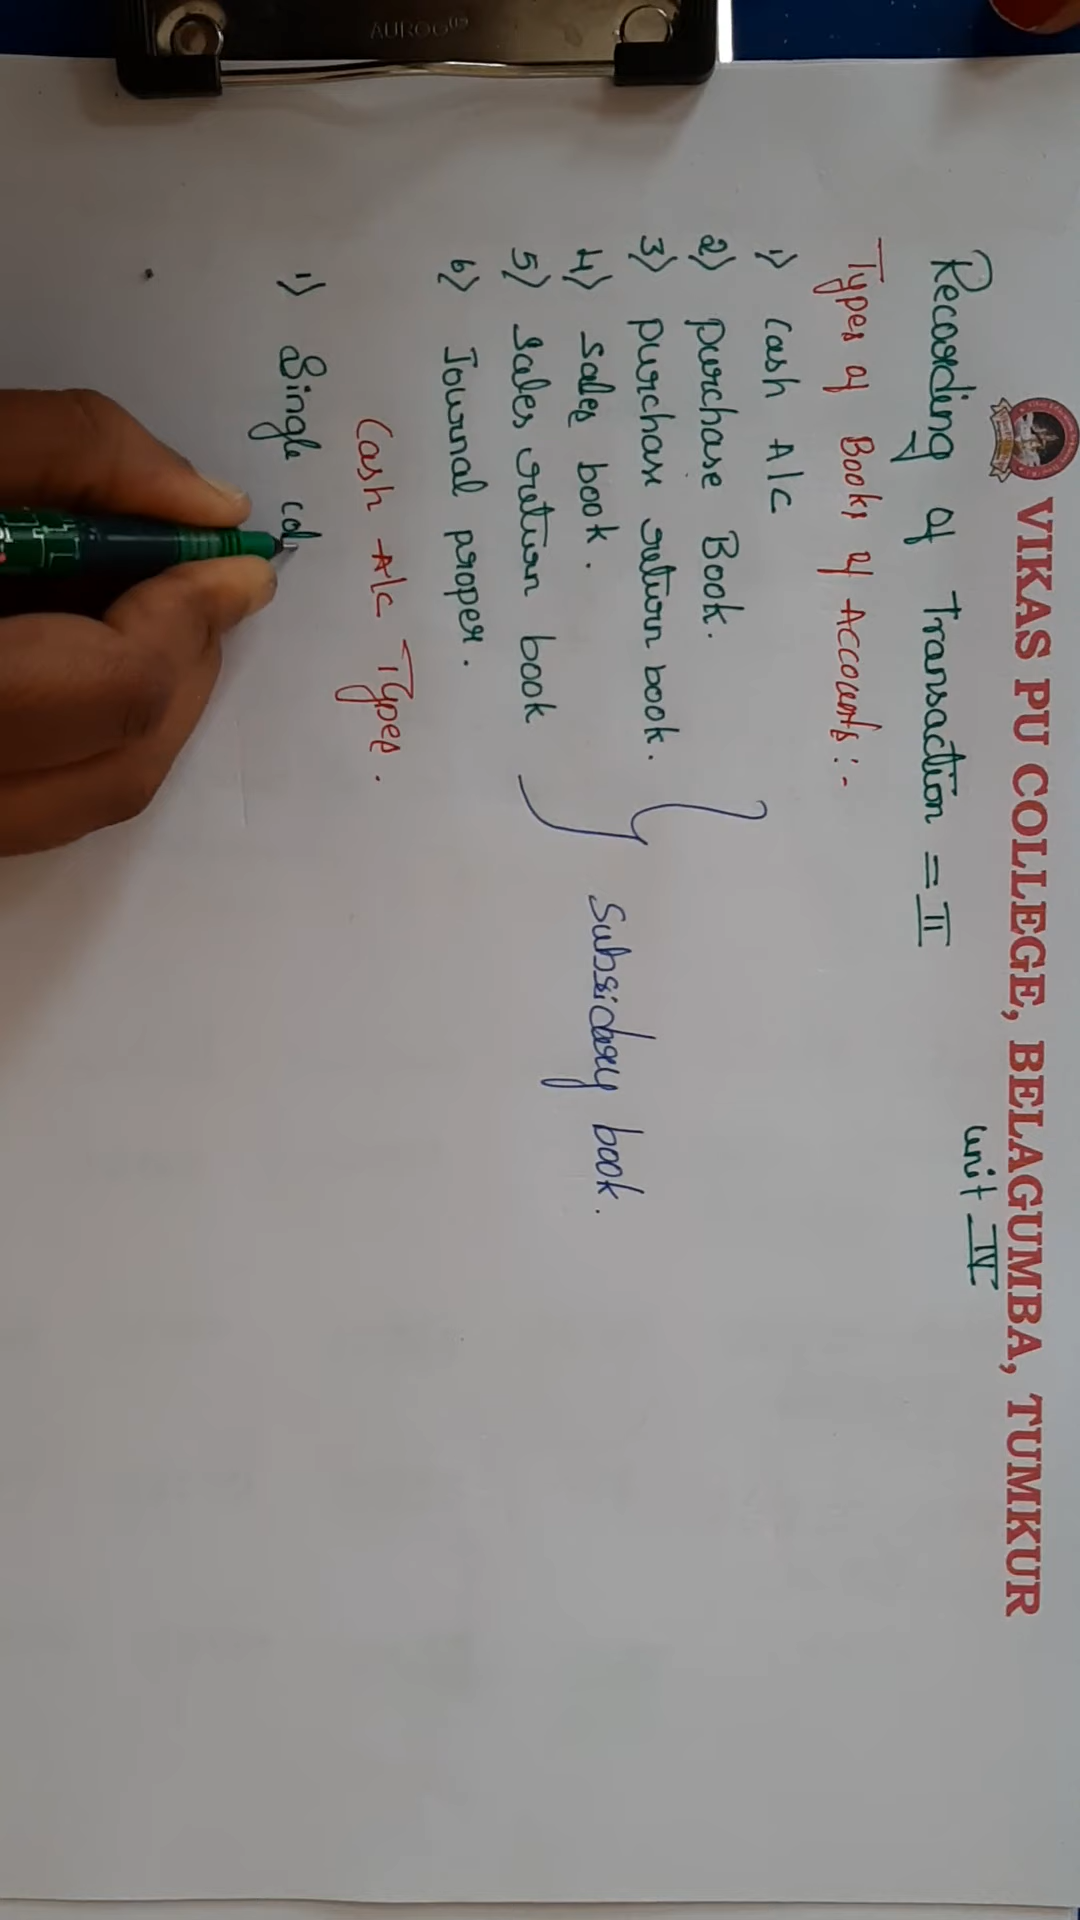 VIKAS PU COLLEGE, BELAGUMBA, TUMKUR
unit - IV
Recording of Transaction = II
Types of Books of Accounts :-
1) Cash A/c
2) purchase Book.
3) purchase return book.
4) sales book.
5) Sales return book
6) Journal proper.
Subsidary book.
Cash A/c Types.
1) Single col